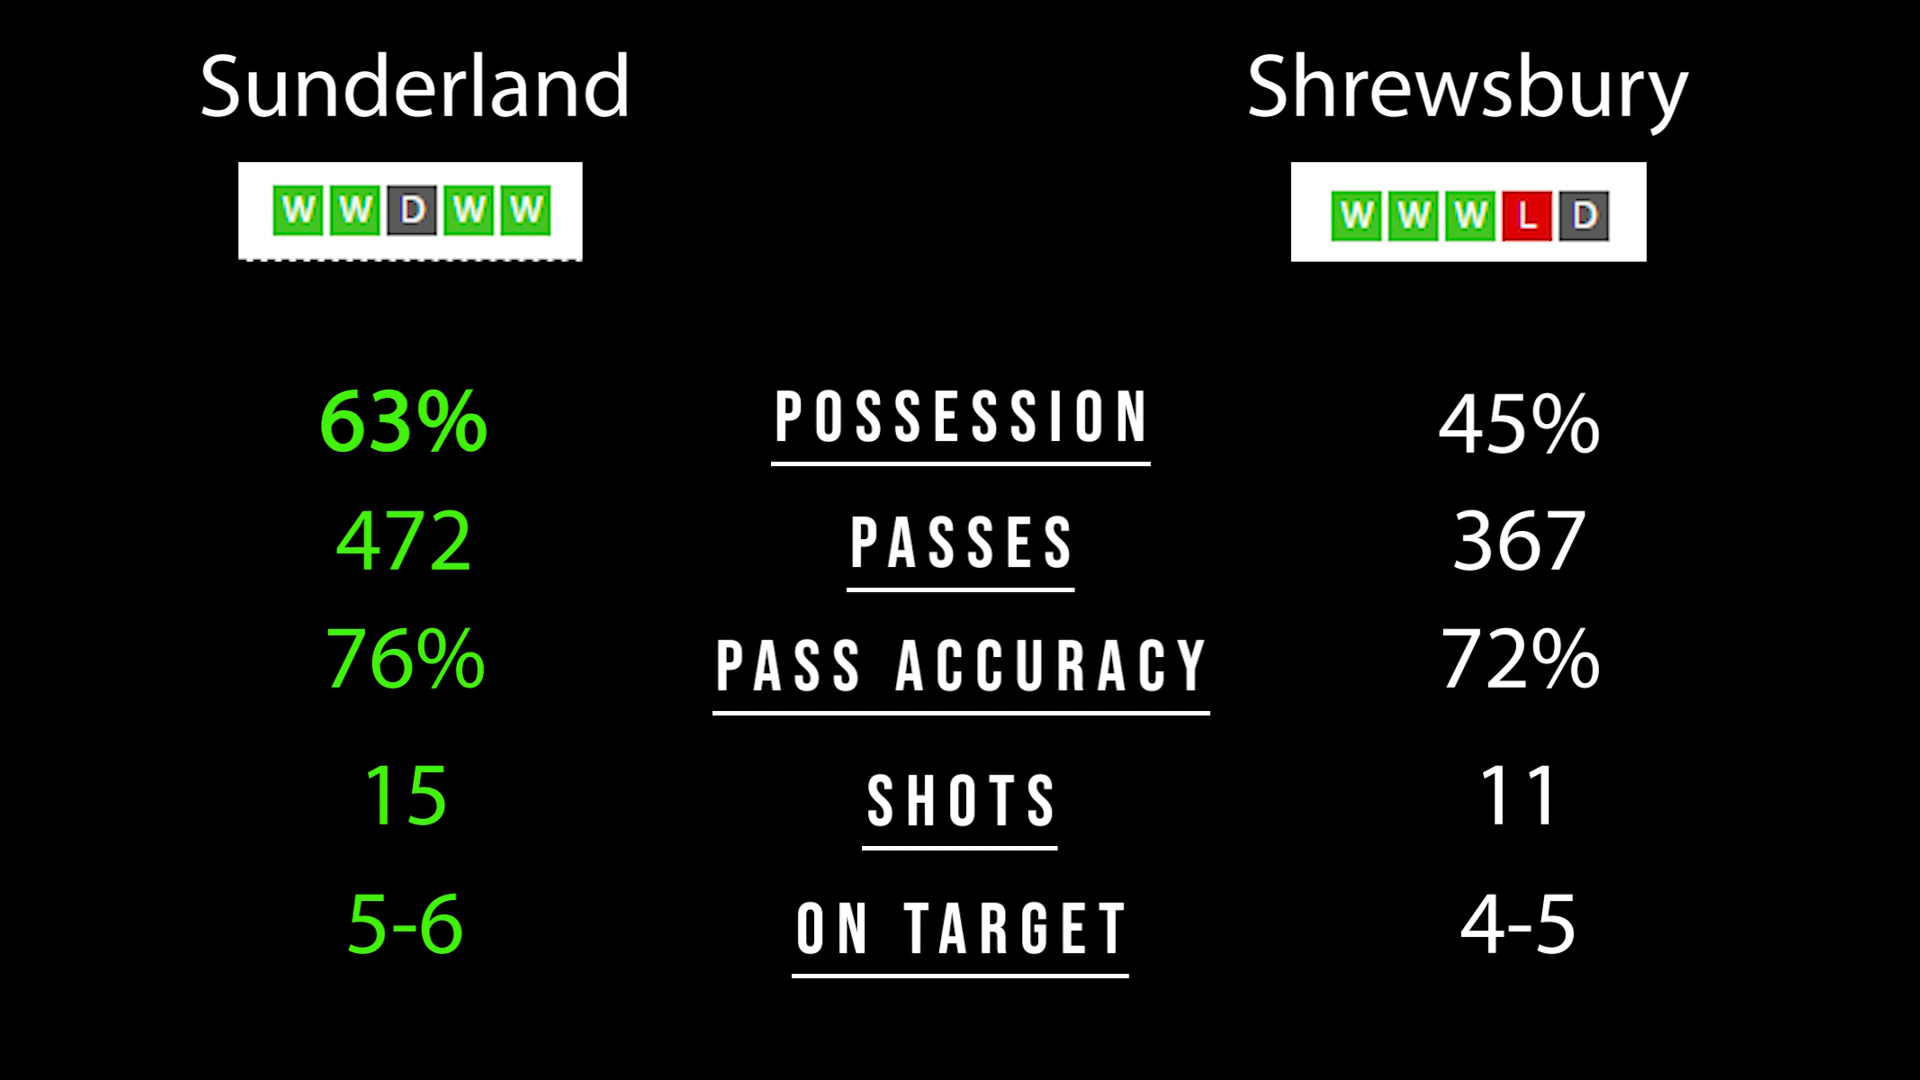 Sunderland Shrewsbury
W W D W W W W W L D
63% POSSESSION 45%
472 PASSES 367
76% PASS ACCURACY 72%
15 SHOTS 11
5-6 ON TARGET 4-5